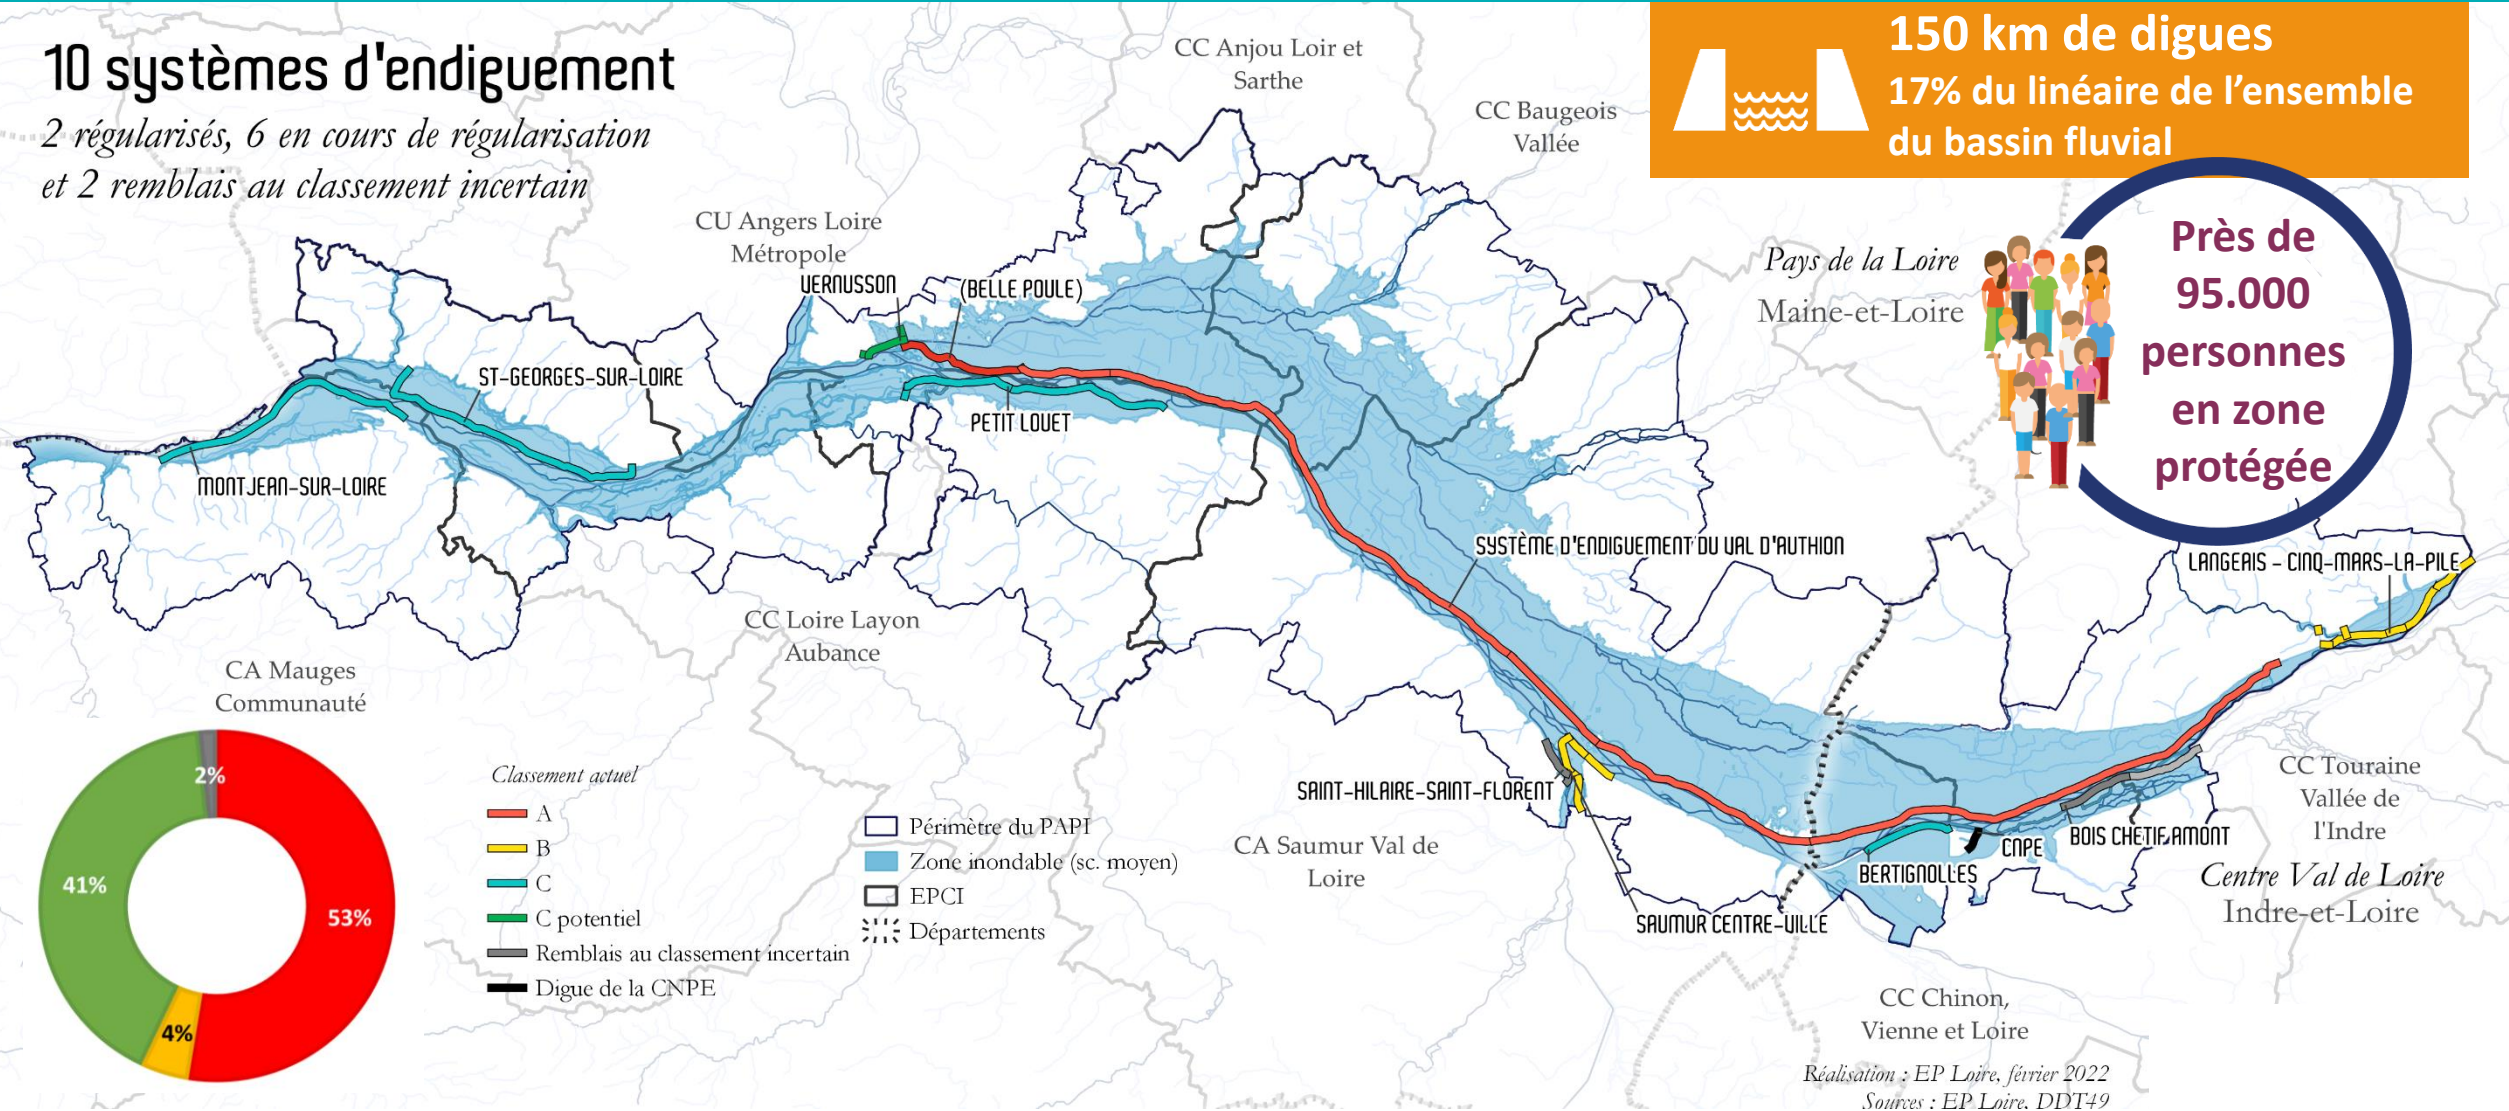 10 systèmes d'endiguement
2 régularisés, 6 en cours de régularisation
et 2 remblais au classement incertain
150 km de digues
17% du linéaire de l'ensemble
du bassin fluvial
Près de
95.000
personnes
en zone
protégée
CC Anjou Loir et
Sarthe
CC Baugeois
Vallée
CU Angers Loire
Métropole
Pays de la Loire
Maine-et-Loire
VERNUSSON
(BELLE POULE)
ST-GEORGES-SUR-LOIRE
PETIT LOUET
MONTJEAN-SUR-LOIRE
SYSTÈME D'ENDIGUEMENT DU VAL D'AUTHION
LANGEAIS - CINQ-MARS-LA-PILE
CC Loire Layon
Aubance
CA Mauges
Communauté
SAINT-HILAIRE-SAINT-FLORENT
CA Saumur Val de
Loire
SAUMUR CENTRE-VILLE
BERTIGNOLLES
CNPE
BOIS CHETIF AMONT
CC Touraine
Vallée de
l'Indre
Centre Val de Loire
Indre-et-Loire
CC Chinon,
Vienne et Loire
2%
41%
53%
4%
Classement actuel
A
B
C
C potentiel
Remblais au classement incertain
Digue de la CNPE
Périmètre du PAPI
Zone inondable (sc. moyen)
EPCI
Départements
Réalisation : EP Loire, février 2022
Sources : EP Loire, DDT49